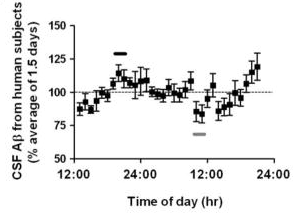 CSF Aβ from human subjects
(% average of 1.5 days)
150
125
100
75
50
12:00 24:00 12:00 24:00
Time of day (hr)